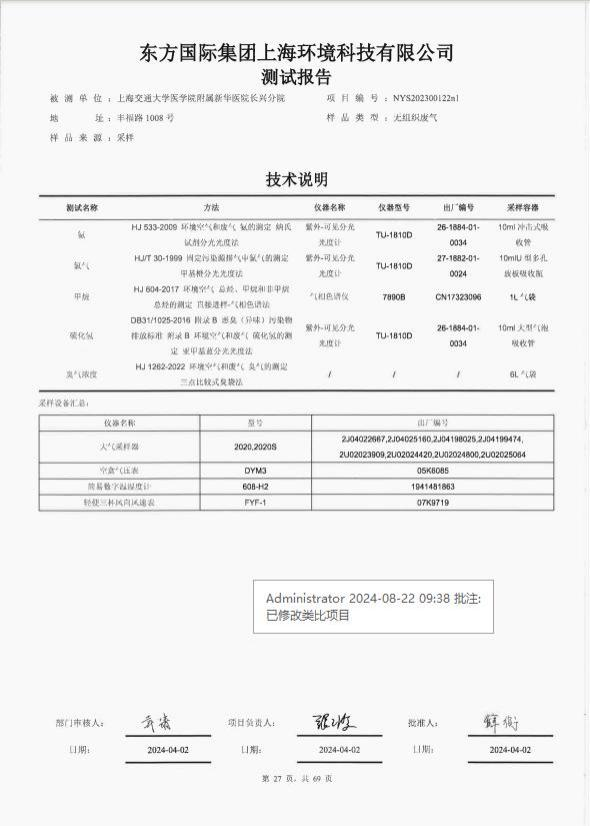 东方国际集团上海环境科技有限公司
测试报告
被测单位：上海交通大学医学院附属新华医院长兴分院 项目编号：NYS202300122n1
地址：丰福路 1008 号 样品类型：无组织废气
样品来源：采样
技术说明
测试名称 方法 仪器名称 仪器型号 出厂编号 采样容器
氨 HJ 533-2009 环境空气和废气 氨的测定 纳氏试剂分光光度法 紫外-可见分光光度计 TU-1810D 26-1884-01-0034 10ml 冲击式吸收管
氯气 HJ/T 30-1999 固定污染源排气中氯气的测定 甲基橙分光光度法 紫外-可见分光光度计 TU-1810D 27-1882-01-0024 10mlU 型多孔玻板吸收瓶
甲烷 HJ 604-2017 环境空气 总烃、甲烷和非甲烷总烃的测定 直接进样-气相色谱法 气相色谱仪 7890B CN17323096 1L 气袋
硫化氢 DB31/1025-2016 附录 B 恶臭（异味）污染物排放标准 附录 B 环境空气和废气 硫化氢的测定 亚甲基蓝分光光度法 紫外-可见分光光度计 TU-1810D 26-1884-01-0034 10ml 大型气泡吸收管
臭气浓度 HJ 1262-2022 环境空气和废气 臭气的测定 三点比较式臭袋法 / / / 6L 气袋
采样设备汇总：
仪器名称 型号 出厂编号
大气采样器 2020,2020S 2J04022667,2J04025160,2J04198025,2J04199474,
2U02023909,2U02024420,2U02024800,2U02025064
空盒气压表 DYM3 05K6085
简易数字温湿度计 608-H2 1941481863
轻便三杯风向风速表 FYF-1 07K9719
Administrator 2024-08-22 09:38 批注:
已修改类比项目
部门审核人： 项目负责人： 批准人：
日期： 2024-04-02 日期： 2024-04-02 日期： 2024-04-02
第 27 页，共 69 页